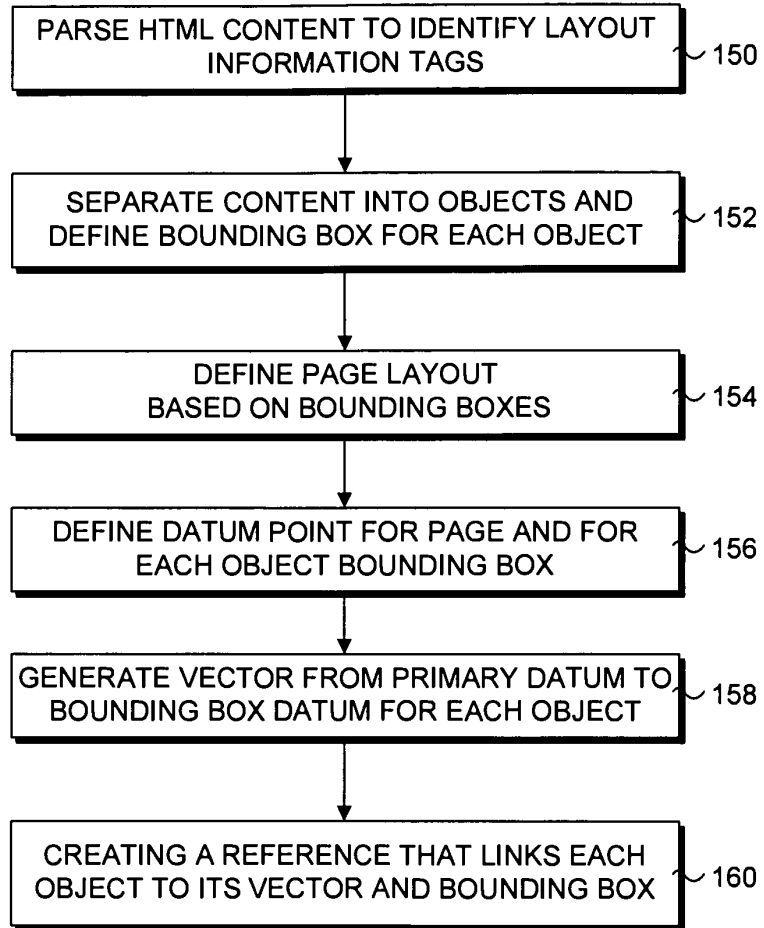 PARSE HTML CONTENT TO IDENTIFY LAYOUT
INFORMATION TAGS
150
SEPARATE CONTENT INTO OBJECTS AND
DEFINE BOUNDING BOX FOR EACH OBJECT
152
DEFINE PAGE LAYOUT
BASED ON BOUNDING BOXES
154
DEFINE DATUM POINT FOR PAGE AND FOR
EACH OBJECT BOUNDING BOX
156
GENERATE VECTOR FROM PRIMARY DATUM TO
BOUNDING BOX DATUM FOR EACH OBJECT
158
CREATING A REFERENCE THAT LINKS EACH
OBJECT TO ITS VECTOR AND BOUNDING BOX
160